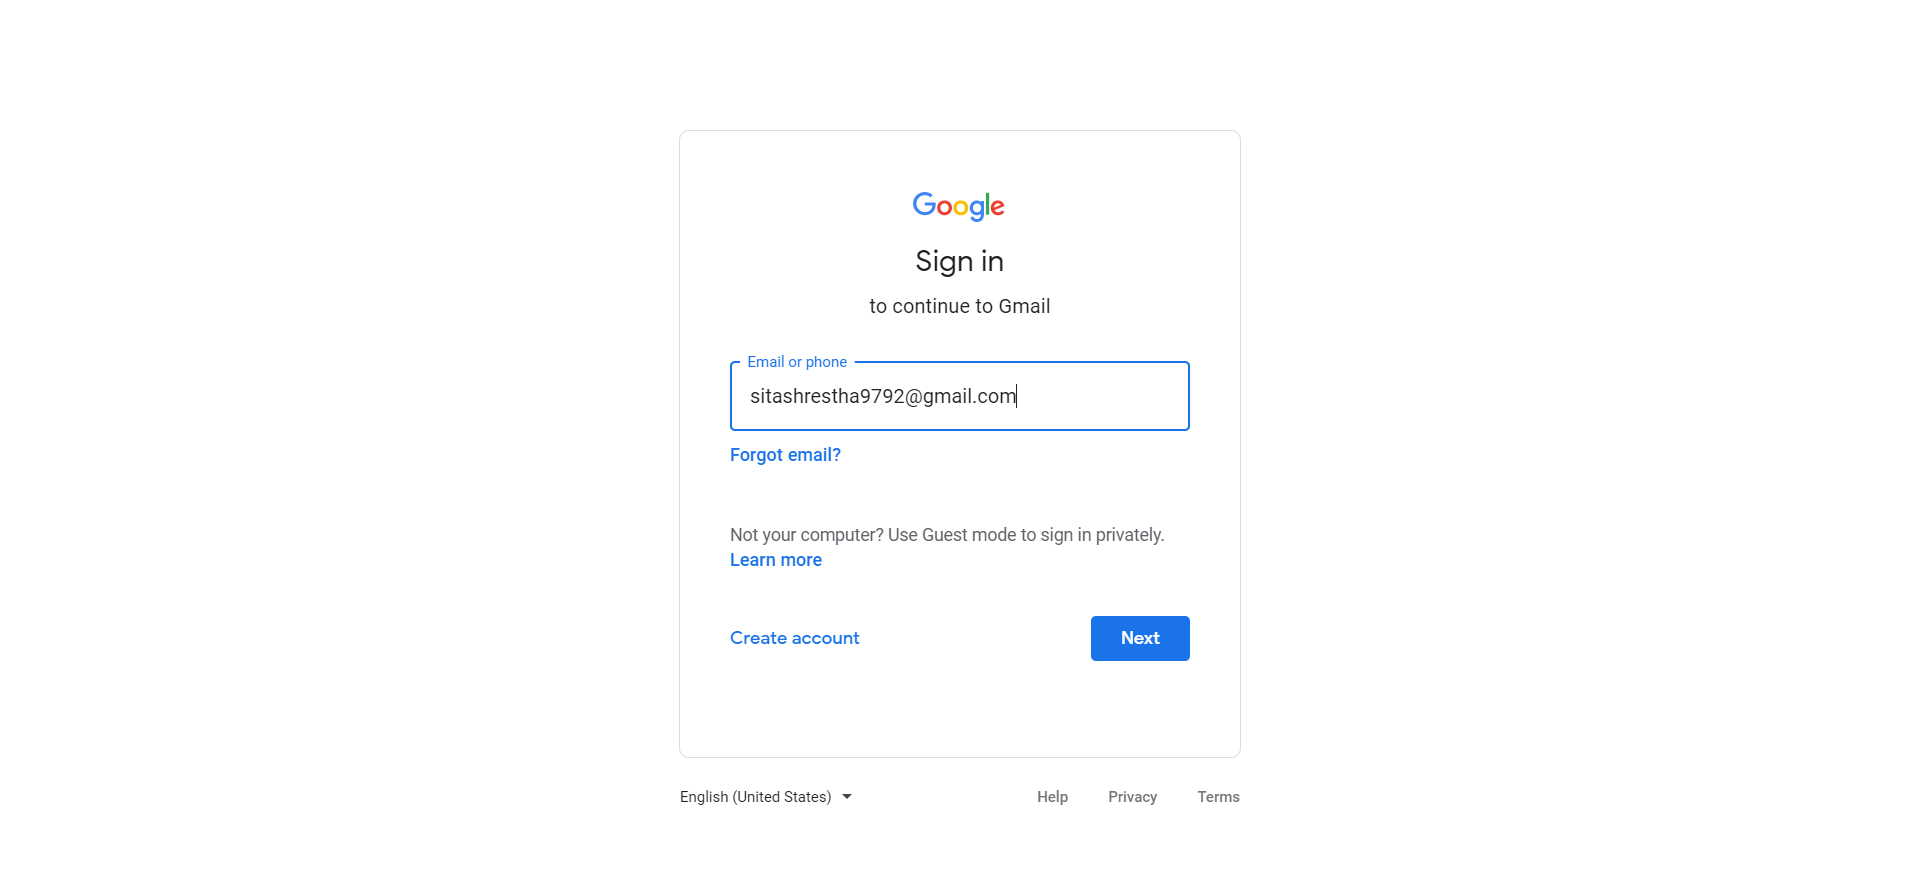 Google
Sign in
to continue to Gmail
Email or phone
sitashrestha9792@gmail.com
Forgot email?
Not your computer? Use Guest mode to sign in privately.
Learn more
Create account
Next
English (United States)
Help
Privacy
Terms